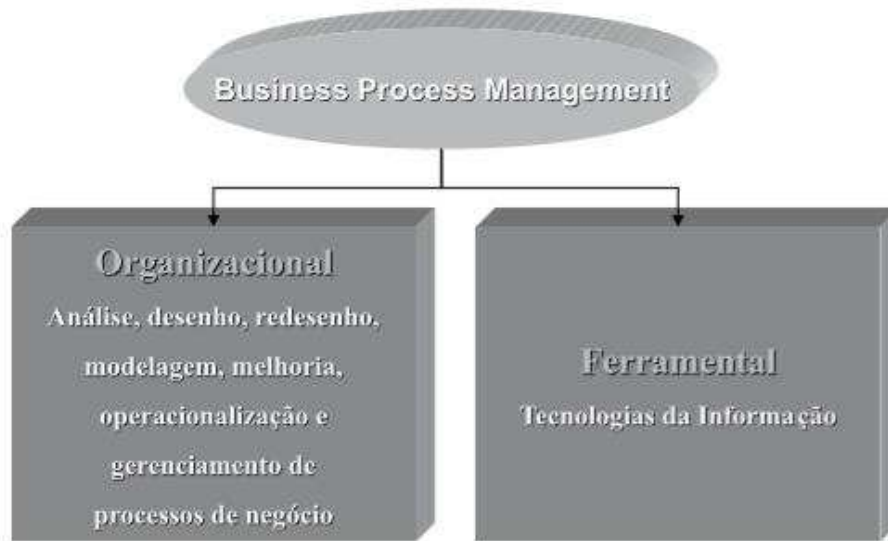 Business Process Management
Organizacional
Análise, desenho, redesenho,
modelagem, melhoria,
operacionalização e
gerenciamento de
processos de negócio
Ferramental
Tecnologias da Informação